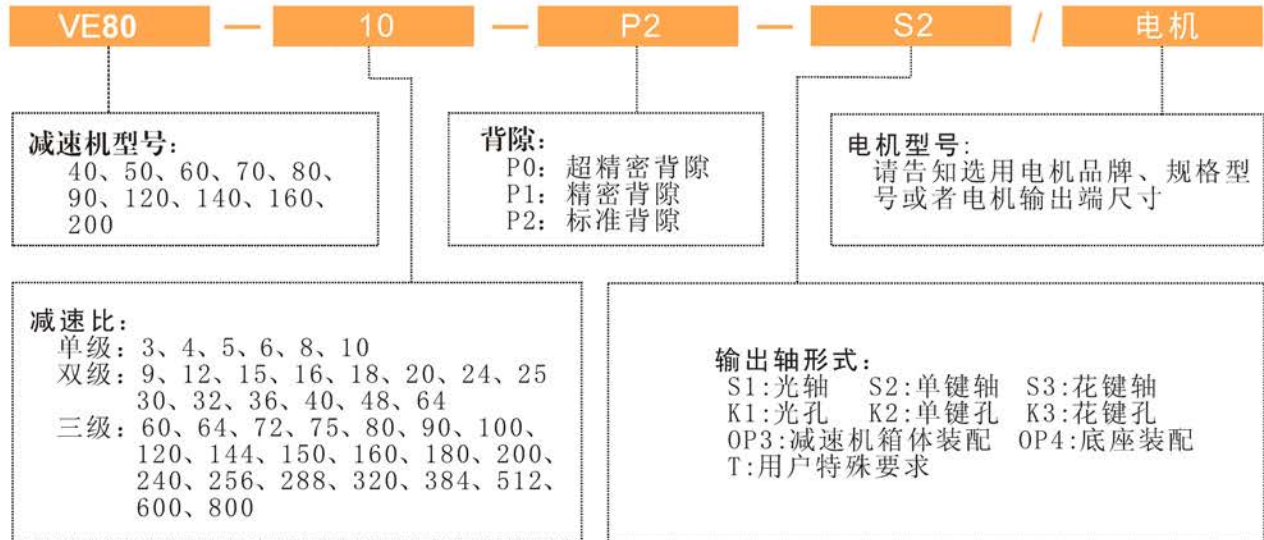 VE80 — 10 — P2 — S2 / 电机
减速机型号：
40、50、60、70、80、
90、120、140、160、
200
背隙：
P0：超精密背隙
P1：精密背隙
P2：标准背隙
电机型号：
请告知选用电机品牌、规格型
号或者电机输出端尺寸
减速比：
单级：3、4、5、6、8、10
双级：9、12、15、16、18、20、24、25
30、32、36、40、48、64
三级：60、64、72、75、80、90、100、
120、144、150、160、180、200、
240、256、288、320、384、512、
600、800
输出轴形式：
S1:光轴 S2:单键轴 S3:花键轴
K1:光孔 K2:单键孔 K3:花键孔
OP3:减速机箱体装配 OP4:底座装配
T:用户特殊要求